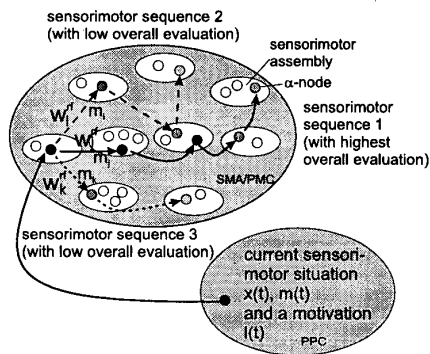 sensorimotor sequence 2
(with low overall evaluation)
sensorimotor
assembly
α-node
sensorimotor
sequence 1
(with highest
overall evaluation)
m
m
m
SMA/PMC
sensorimotor sequence 3
(with low overall evaluation)
current sensori-
motor situation
x(t), m(t)
and a motivation
I(t)
PPC